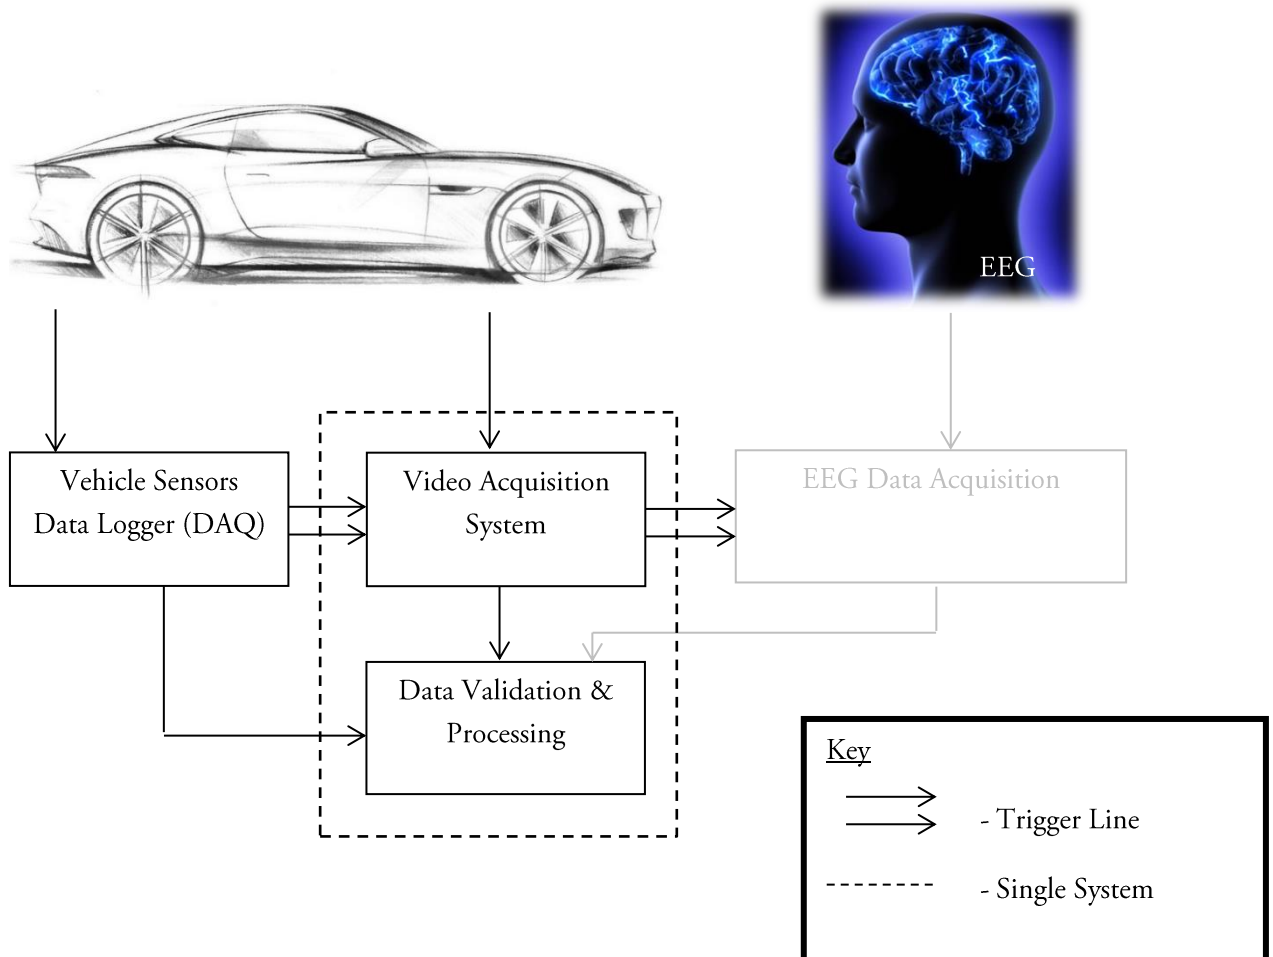 EEG
Vehicle Sensors
Data Logger (DAQ)
Video Acquisition
System
EEG Data Acquisition
Data Validation &
Processing
Key
- Trigger Line
- Single System